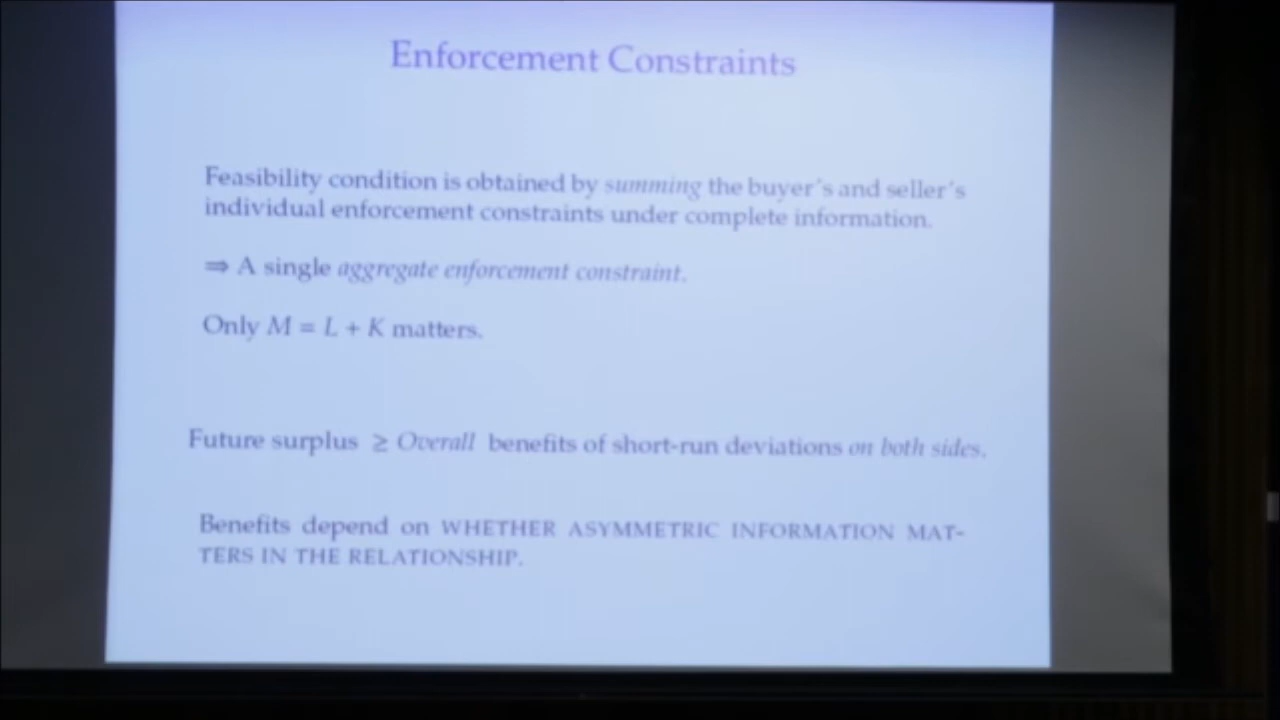 Enforcement Constraints
Feasibility condition is obtained by summing the buyer's and seller's
individual enforcement constraints under complete information.
⇒ A single aggregate enforcement constraint.
Only M = L + K matters.
Future surplus ≥ Overall benefits of short-run deviations on both sides.
Benefits depend on WHETHER ASYMMETRIC INFORMATION MAT-
TERS IN THE RELATIONSHIP.